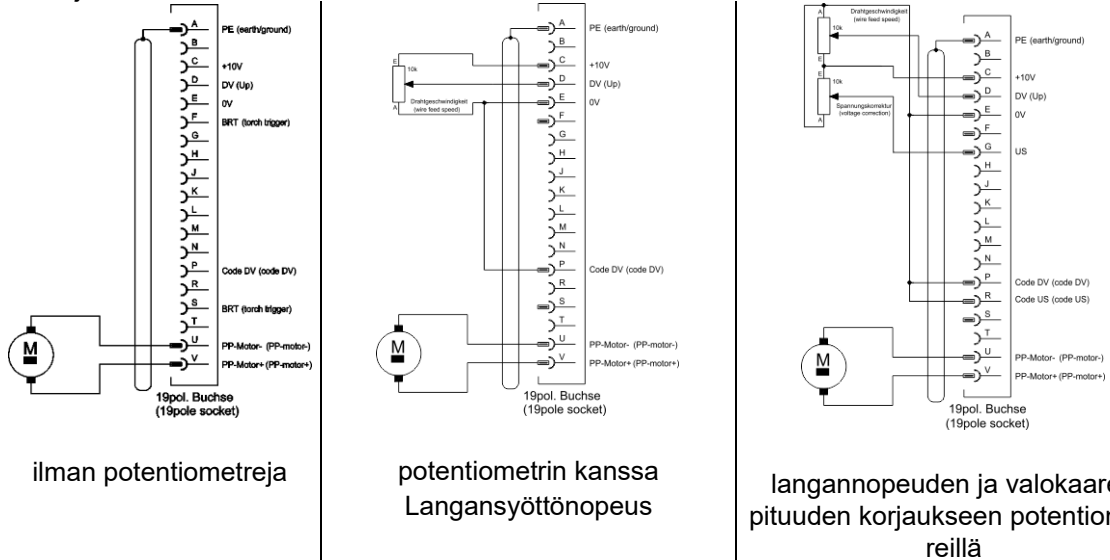 A
PE (earth/ground)
B
C
+10V
D
DV (Up)
E
0V
F
BRT (torch trigger)
G
H
J
K
L
M
N
P
Code DV (code DV)
R
S
BRT (torch trigger)
T
U
PP-Motor- (PP-motor-)
V
PP-Motor+ (PP-motor+)
M
19pol. Buchse
(19pole socket)
ilman potentiometreja
A
PE (earth/ground)
B
C
+10V
D
DV (Up)
E
0V
F
G
H
J
K
L
M
N
P
Code DV (code DV)
R
S
T
U
PP-Motor- (PP-motor-)
V
PP-Motor+ (PP-motor+)
E
10k
A
Drahtgeschwindigkeit
(wire feed speed)
M
19pol. Buchse
(19pole socket)
potentiometrin kanssa
Langansyöttönopeus
A
Drahtgeschwindigkeit
(wire feed speed)
10k
E
E
10k
Spannungskorrektur
(voltage correction)
A
A
PE (earth/ground)
B
C
+10V
D
DV (Up)
E
0V
F
G
US
H
J
K
L
M
N
P
Code DV (code DV)
R
Code US (code US)
S
T
U
PP-Motor- (PP-motor-)
V
PP-Motor+ (PP-motor+)
M
19pol. Buchse
(19pole socket)
langannopeuden ja valokaare
pituuden korjaukseen potention
reillä